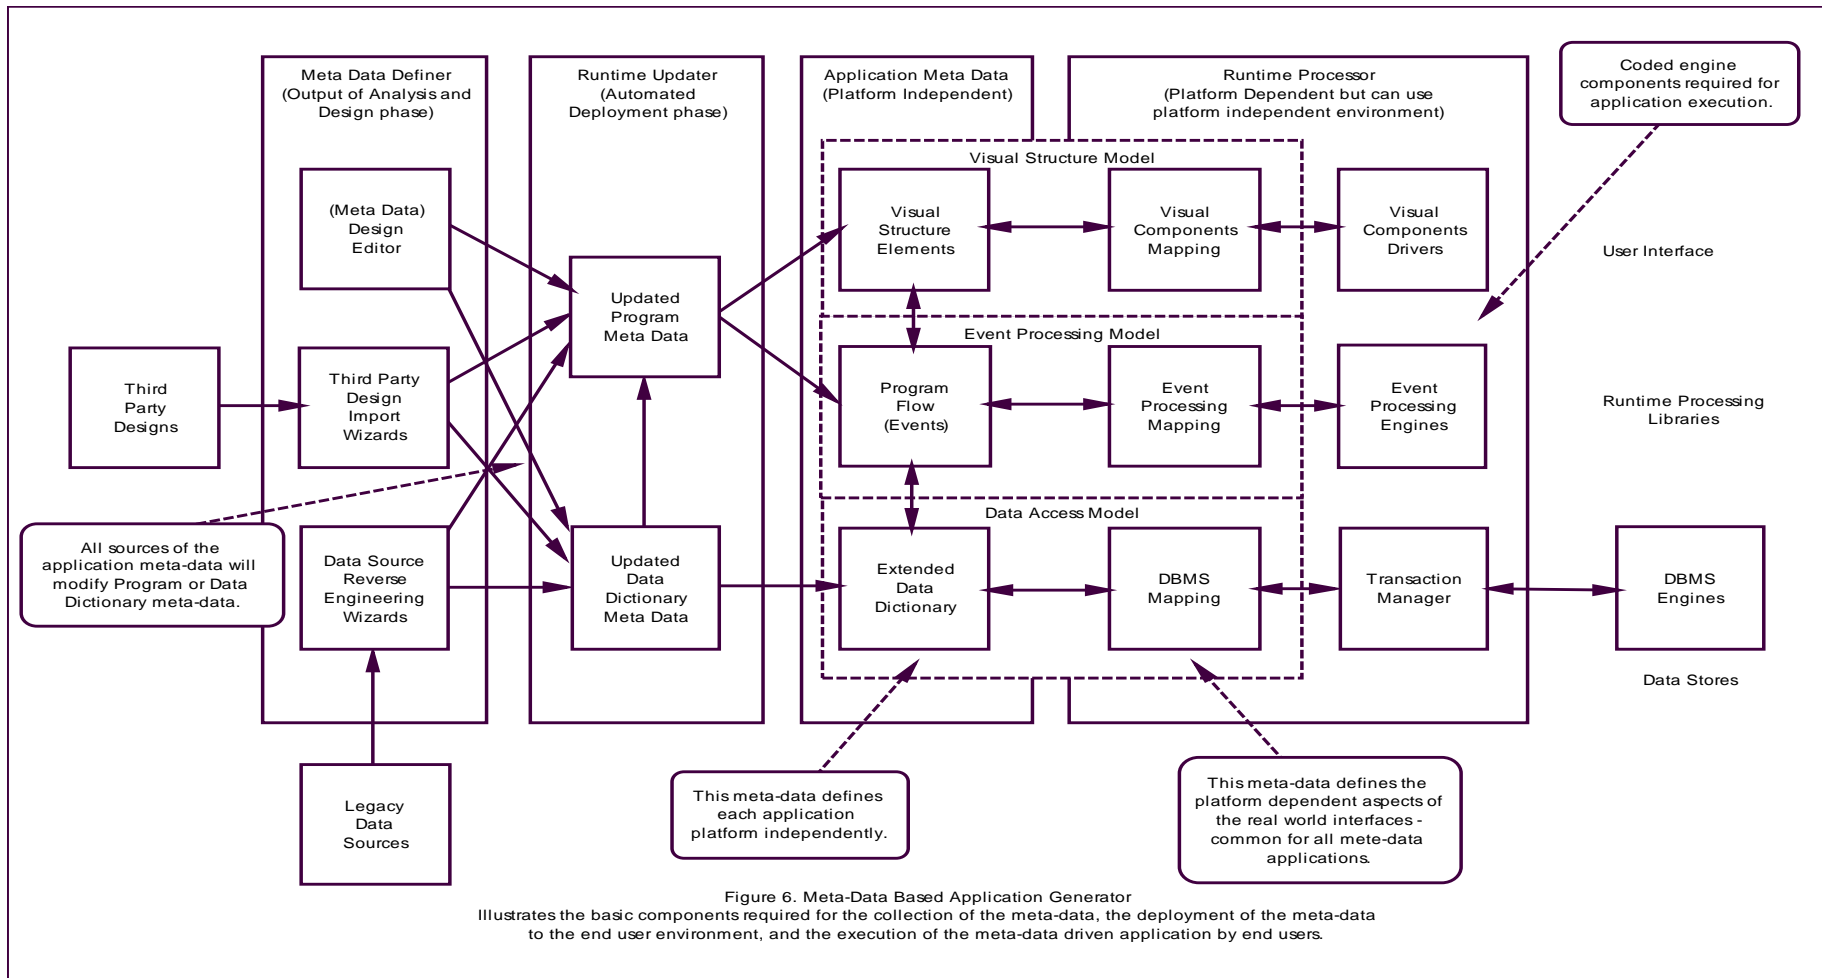 Meta Data Definer
(Output of Analysis and
Design phase)
Runtime Updater
(Automated
Deployment phase)
Application Meta Data
(Platform Independent)
Runtime Processor
(Platform Dependent but can use
platform independent environment)
Coded engine
components required for
application execution.
Visual Structure Model
(Meta Data)
Design
Editor
Visual
Structure
Elements
Visual
Components
Mapping
Visual
Components
Drivers
User Interface
Updated
Program
Meta Data
Event Processing Model
Third
Party
Designs
Third Party
Design
Import
Wizards
Program
Flow
(Events)
Event
Processing
Mapping
Event
Processing
Engines
Runtime Processing
Libraries
Data Access Model
All sources of the
application meta-data will
modify Program or Data
Dictionary meta-data.
Data Source
Reverse
Engineering
Wizards
Updated
Data
Dictionary
Meta Data
Extended
Data
Dictionary
DBMS
Mapping
Transaction
Manager
DBMS
Engines
Data Stores
Legacy
Data
Sources
This meta-data defines
each application
platform independently.
This meta-data defines the
platform dependent aspects of
the real world interfaces -
common for all mete-data
applications.
Figure 6. Meta-Data Based Application Generator
Illustrates the basic components required for the collection of the meta-data, the deployment of the meta-data
to the end user environment, and the execution of the meta-data driven application by end users.